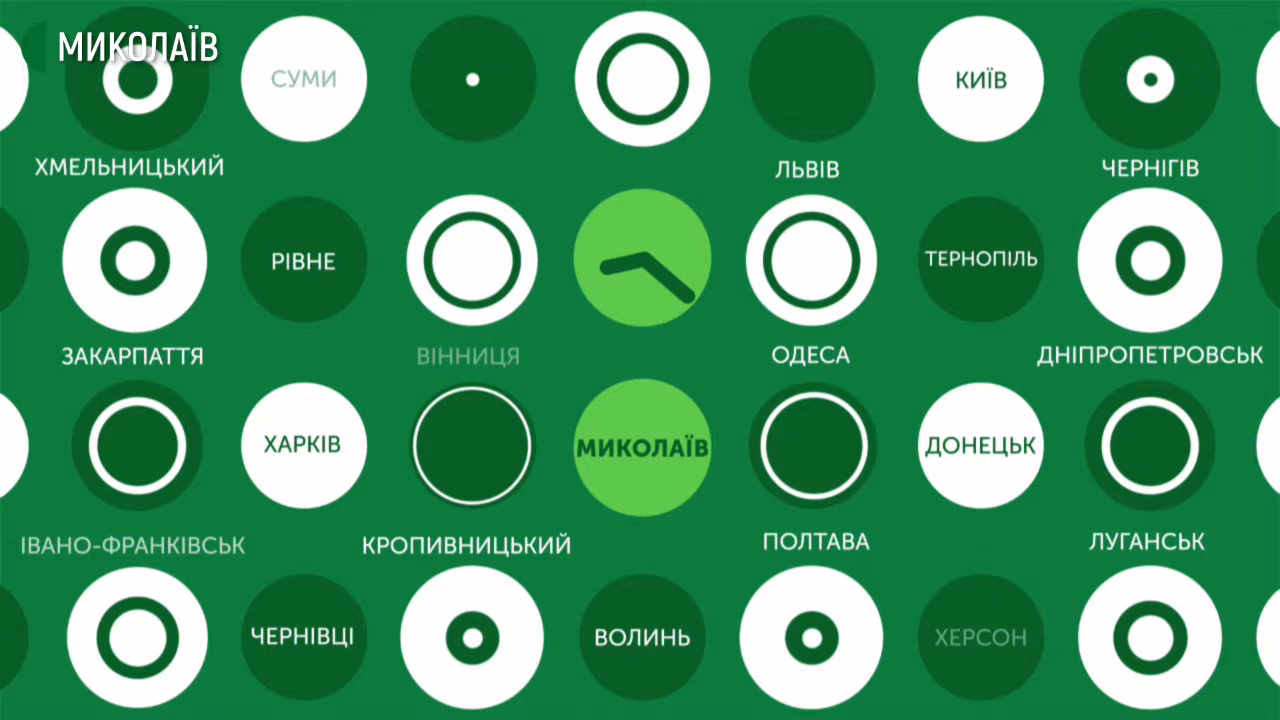 МИКОЛАЇВ
СУМИ
КИЇВ
ХМЕЛЬНИЦЬКИЙ
ЛЬВІВ
ЧЕРНІГІВ
РІВНЕ
ТЕРНОПІЛЬ
ЗАКАРПАТТЯ
ВІННИЦЯ
ОДЕСА
ДНІПРОПЕТРОВСЬК
ХАРКІВ
МИКОЛАЇВ
ДОНЕЦЬК
ІВАНО-ФРАНКІВСЬК
КРОПИВНИЦЬКИЙ
ПОЛТАВА
ЛУГАНСЬК
ЧЕРНІВЦІ
ВОЛИНЬ
ХЕРСОН